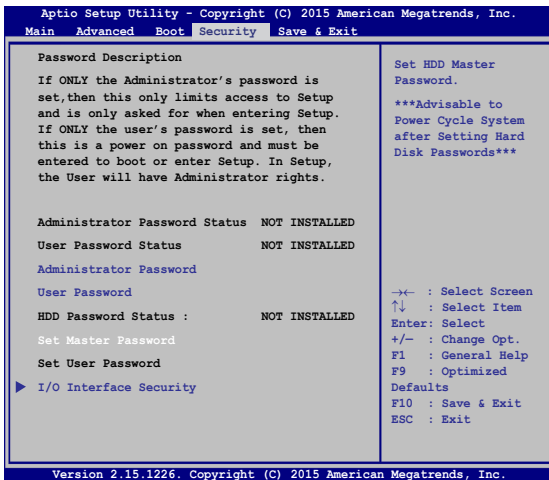 Aptio Setup Utility - Copyright (C) 2015 American Megatrends, Inc.
Main Advanced Boot Security Save & Exit
Password Description
If ONLY the Administrator's password is
set,then this only limits access to Setup
and is only asked for when entering Setup.
If ONLY the user's password is set, then
this is a power on password and must be
entered to boot or enter Setup. In Setup,
the User will have Administrator rights.
Administrator Password Status NOT INSTALLED
User Password Status NOT INSTALLED
Administrator Password
User Password
HDD Password Status : NOT INSTALLED
Set Master Password
Set User Password
I/O Interface Security
Set HDD Master
Password.
***Advisable to
Power Cycle System
after Setting Hard
Disk Passwords***
→← : Select Screen
↑↓ : Select Item
Enter: Select
+/— : Change Opt.
F1 : General Help
F9 : Optimized
Defaults
F10 : Save & Exit
ESC : Exit
Version 2.15.1226. Copyright (C) 2015 American Megatrends, Inc.